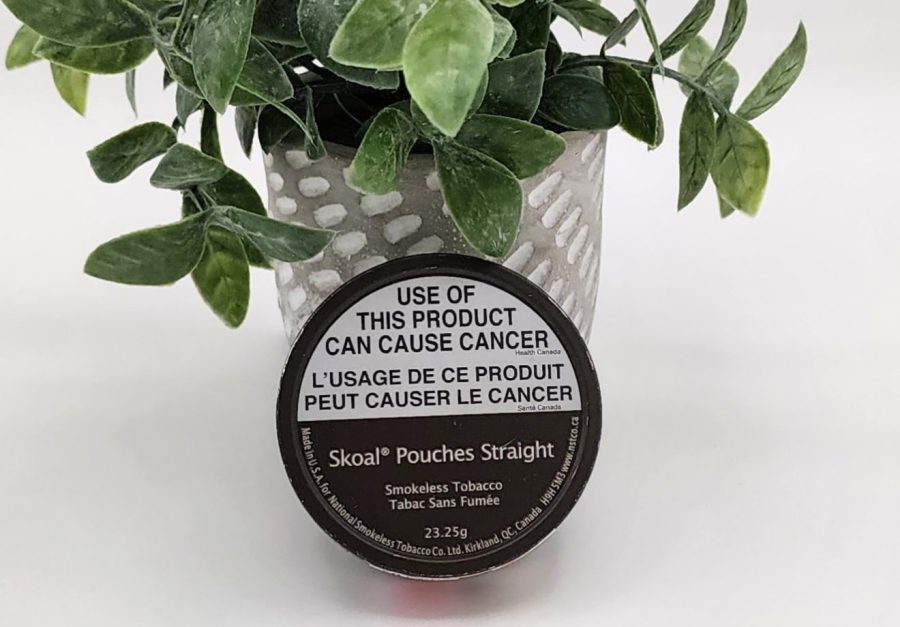 USE OF
THIS PRODUCT
CAN CAUSE CANCER
Health Canada
L'USAGE DE CE PRODUIT
PEUT CAUSER LE CANCER
Santé Canada
Skoal® Pouches Straight
Smokeless Tobacco
Tabac Sans Fumée
23.25g
Made in U.S.A. for National Smokeless Tobacco Co. Ltd. Kirkland, QC, Canada H9H 5M3 www.nstco.ca